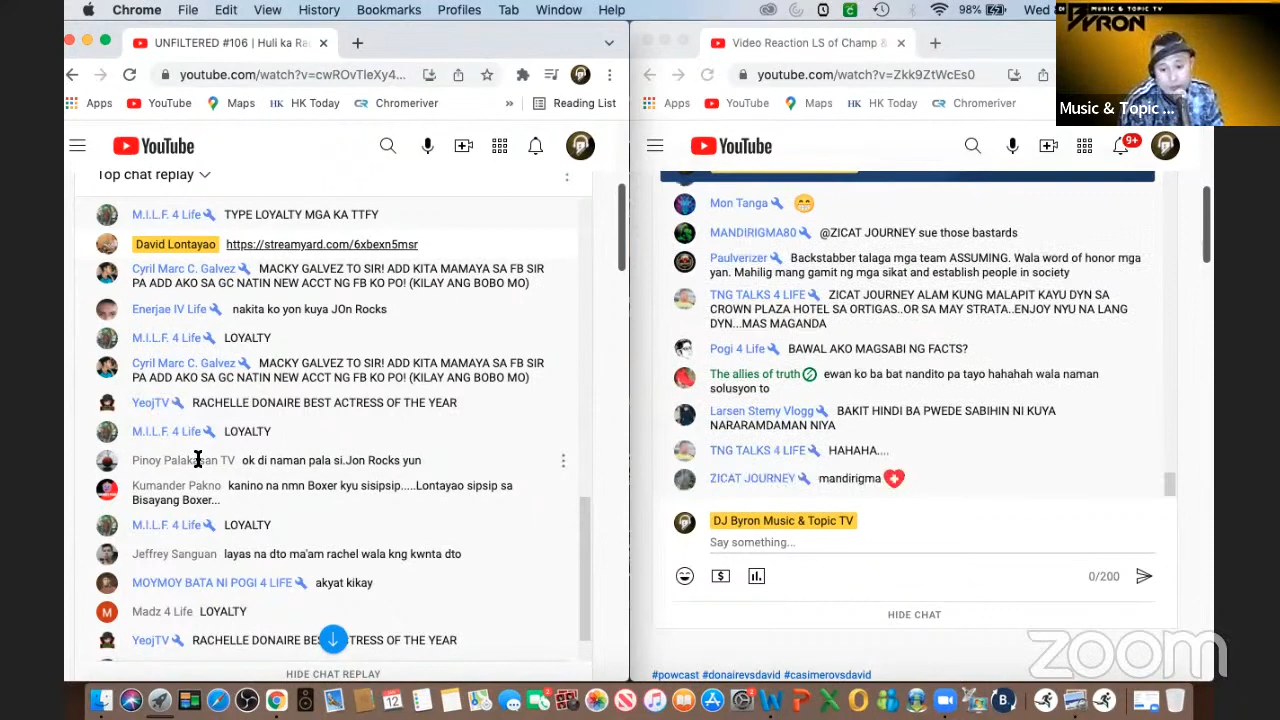 Chrome File Edit View History Bookmarks Profiles Tab Window Help 98% Wed
UNFILTERED #106 | Huli ka Ra
Video Reaction LS of Champ &
youtube.com/watch?v=cwROvTleXy4...
youtube.com/watch?v=Zkk9ZtWcEs0
Apps YouTube Maps HK Today Chromeriver » Reading List
Apps YouTube Maps HK Today Chromeriver
BYRON
MUSIC & TOPIC TV
Music & Topic ...
YouTube
YouTube
9+
Top chat replay
M.I.L.F. 4 Life TYPE LOYALTY MGA KA TTFY
David Lontayao https://streamyard.com/6xbexn5msr
Cyril Marc C. Galvez MACKY GALVEZ TO SIR! ADD KITA MAMAYA SA FB SIR
PA ADD AKO SA GC NATIN NEW ACCT NG FB KO PO! (KILAY ANG BOBO MO)
Enerjae IV Life nakita ko yon kuya JOn Rocks
M.I.L.F. 4 Life LOYALTY
Cyril Marc C. Galvez MACKY GALVEZ TO SIR! ADD KITA MAMAYA SA FB SIR
PA ADD AKO SA GC NATIN NEW ACCT NG FB KO PO! (KILAY ANG BOBO MO)
YeojTV RACHELLE DONAIRE BEST ACTRESS OF THE YEAR
M.I.L.F. 4 Life LOYALTY
Pinoy Palakasan TV ok di naman pala si.Jon Rocks yun
Kumander Pakno kanino na nmn Boxer kyu sisipsip.....Lontayao sipsip sa
Bisayang Boxer...
M.I.L.F. 4 Life LOYALTY
Jeffrey Sanguan layas na dto ma'am rachel wala kng kwnta dto
MOYMOY BATA NI POGI 4 LIFE akyat kikay
M Madz 4 Life LOYALTY
YeojTV RACHELLE DONAIRE BES TRESS OF THE YEAR
HIDE CHAT REPLAY
Mon Tanga
MANDIRIGMA80 @ZICAT JOURNEY sue those bastards
Paulverizer Backstabber talaga mga team ASSUMING. Wala word of honor mga
yan. Mahilig mang gamit ng mga sikat and establish people in society
TNG TALKS 4 LIFE ZICAT JOURNEY ALAM KUNG MALAPIT KAYU DYN SA
CROWN PLAZA HOTEL SA ORTIGAS..OR SA MAY STRATA..ENJOY NYU NA LANG
DYN...MAS MAGANDA
Pogi 4 Life BAWAL AKO MAGSABI NG FACTS?
The allies of truth ewan ko ba bat nandito pa tayo hahahah wala naman
solusyon to
Larsen Stemy Vlogg BAKIT HINDI BA PWEDE SABIHIN NI KUYA
NARARAMDAMAN NIYA
TNG TALKS 4 LIFE HAHAHA....
ZICAT JOURNEY mandirigma
DJ Byron Music & Topic TV
Say something...
0/200
HIDE CHAT
#powcast #donairevsdavid #casimerovsdavid
zoom